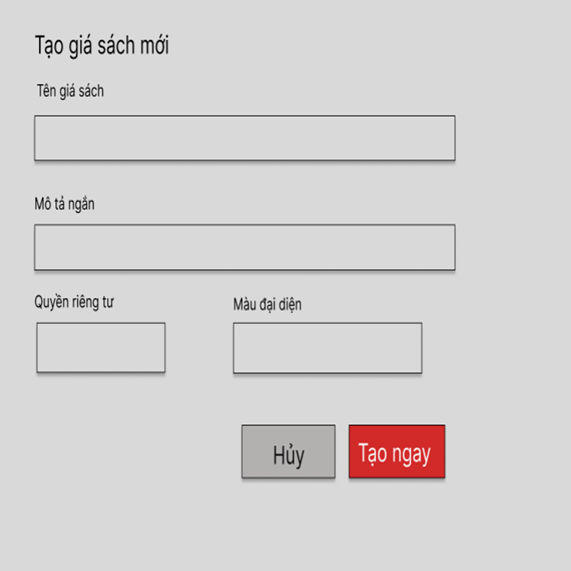 Tạo giá sách mới
Tên giá sách
Mô tả ngắn
Quyền riêng tư
Màu đại diện
Hủy
Tạo ngay